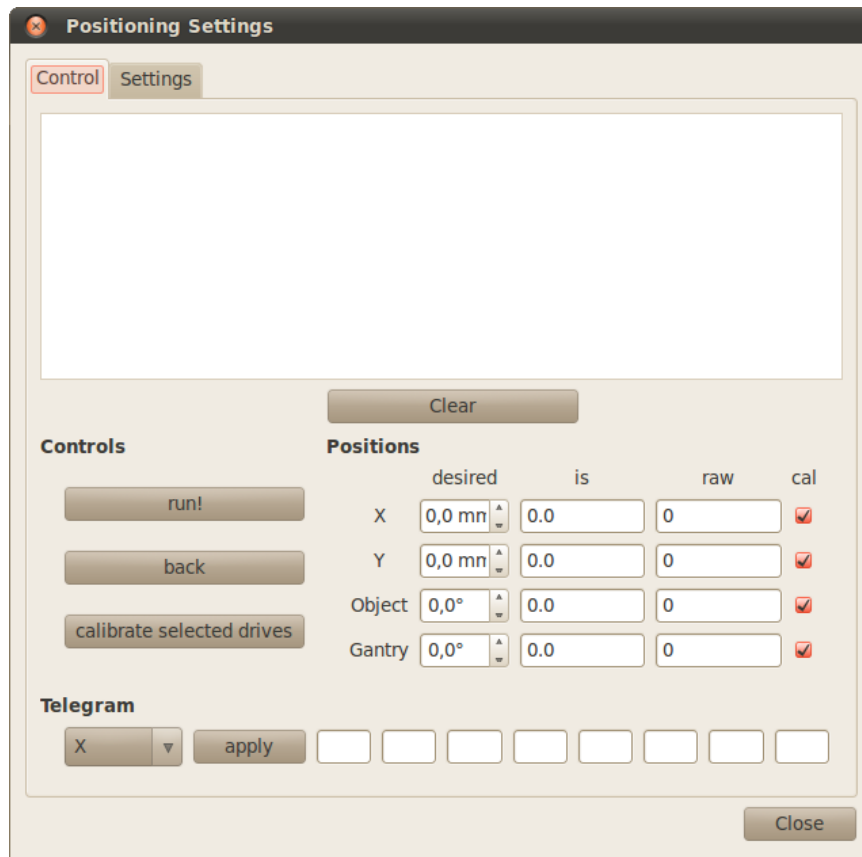 Positioning Settings
Control Settings
Clear
Controls Positions
desired is raw cal
run!
X 0,0 mm 0.0 0
back
Y 0,0 mm 0.0 0
Object 0,0° 0.0 0
calibrate selected drives
Gantry 0,0° 0.0 0
Telegram
X apply
Close